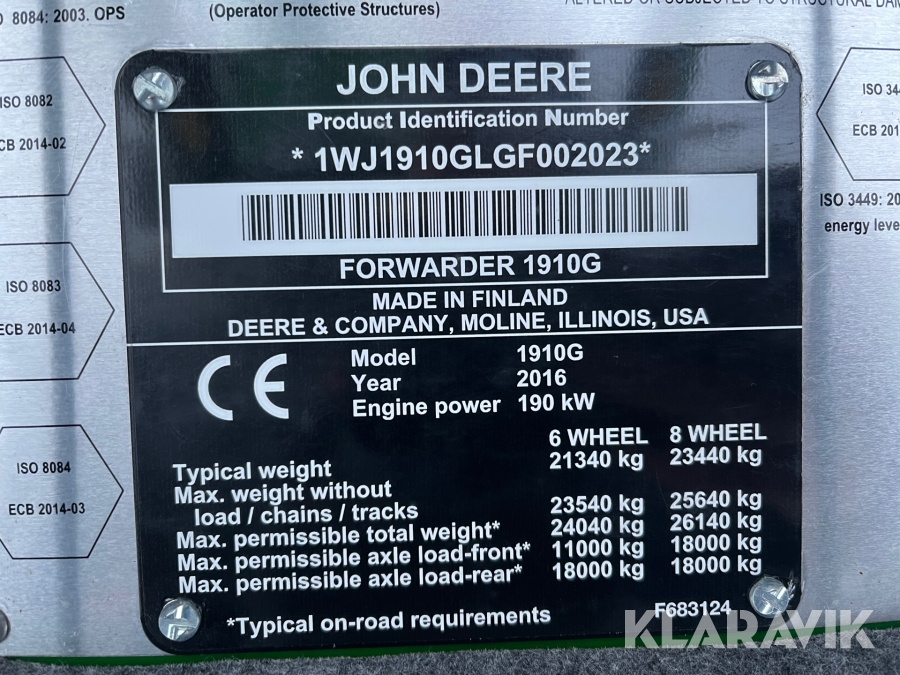 8084: 2003. OPS
(Operator Protective Structures)
JOHN DEERE
Product Identification Number
* 1WJ1910GLGF002023*
FORWARDER 1910G
MADE IN FINLAND
DEERE & COMPANY, MOLINE, ILLINOIS, USA
CE
Model 1910G
Year 2016
Engine power 190 kW
6 WHEEL 8 WHEEL
Typical weight 21340 kg 23440 kg
Max. weight without
load / chains / tracks 23540 kg 25640 kg
Max. permissible total weight* 24040 kg 26140 kg
Max. permissible axle load-front* 11000 kg 18000 kg
Max. permissible axle load-rear* 18000 kg 18000 kg
*Typical on-road requirements
F683124
ISO 8082
ECB 2014-02
ISO 8083
ECB 2014-04
ISO 8084
ECB 2014-03
ISO 3449: 20
energy leve
KLARAVIK